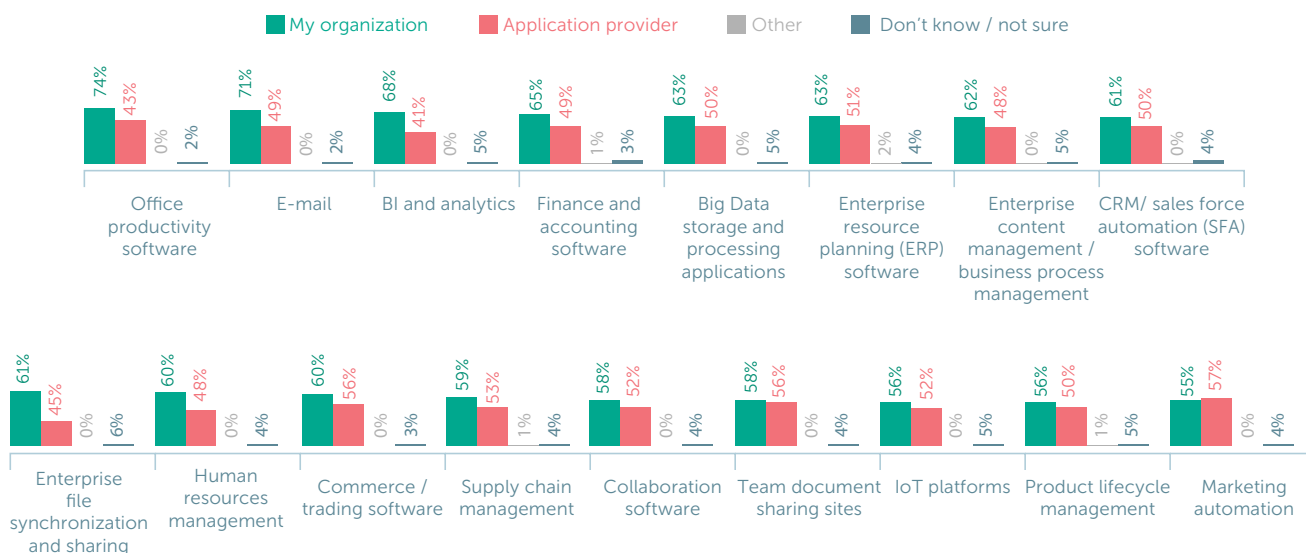 My organization Application provider Other Don't know / not sure
74% 43% 0% 2% 71% 49% 0% 2% 68% 41% 0% 5% 65% 49% 1% 3% 63% 50% 0% 5% 63% 51% 2% 4% 62% 48% 0% 5% 61% 50% 0% 4%
Office
productivity
software
E-mail
BI and analytics
Finance and
accounting
software
Big Data
storage and
processing
applications
Enterprise
resource
planning (ERP)
software
Enterprise
content
management /
business process
management
CRM/ sales force
automation (SFA)
software
61% 45% 0% 6% 60% 48% 0% 4% 60% 56% 0% 3% 59% 53% 1% 4% 58% 52% 0% 4% 58% 56% 0% 4% 56% 52% 0% 5% 56% 50% 1% 5% 55% 57% 0% 4%
Enterprise
file
synchronization
and sharing
Human
resources
management
Commerce /
trading software
Supply chain
management
Collaboration
software
Team document
sharing sites
IoT platforms
Product lifecycle
management
Marketing
automation